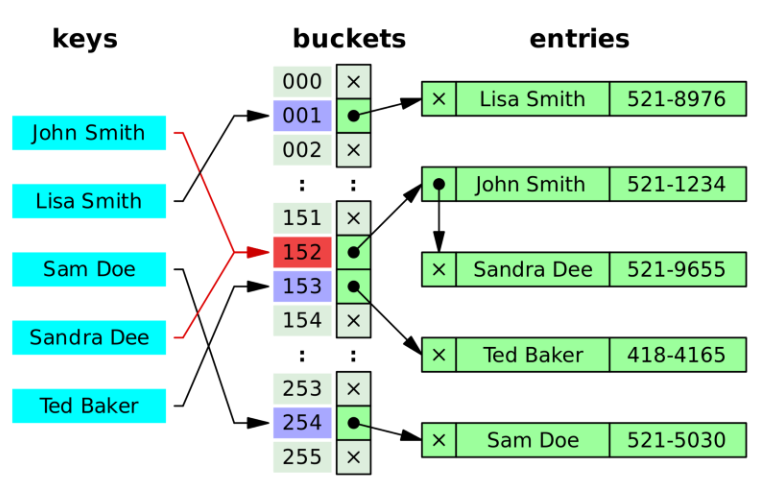 keys
buckets
entries
John Smith
Lisa Smith
Sam Doe
Sandra Dee
Ted Baker
000 ×
001
002 ×
: :
151 ×
152
153
154 ×
: :
253 ×
254
255 ×
× Lisa Smith 521-8976
John Smith 521-1234
× Sandra Dee 521-9655
× Ted Baker 418-4165
× Sam Doe 521-5030